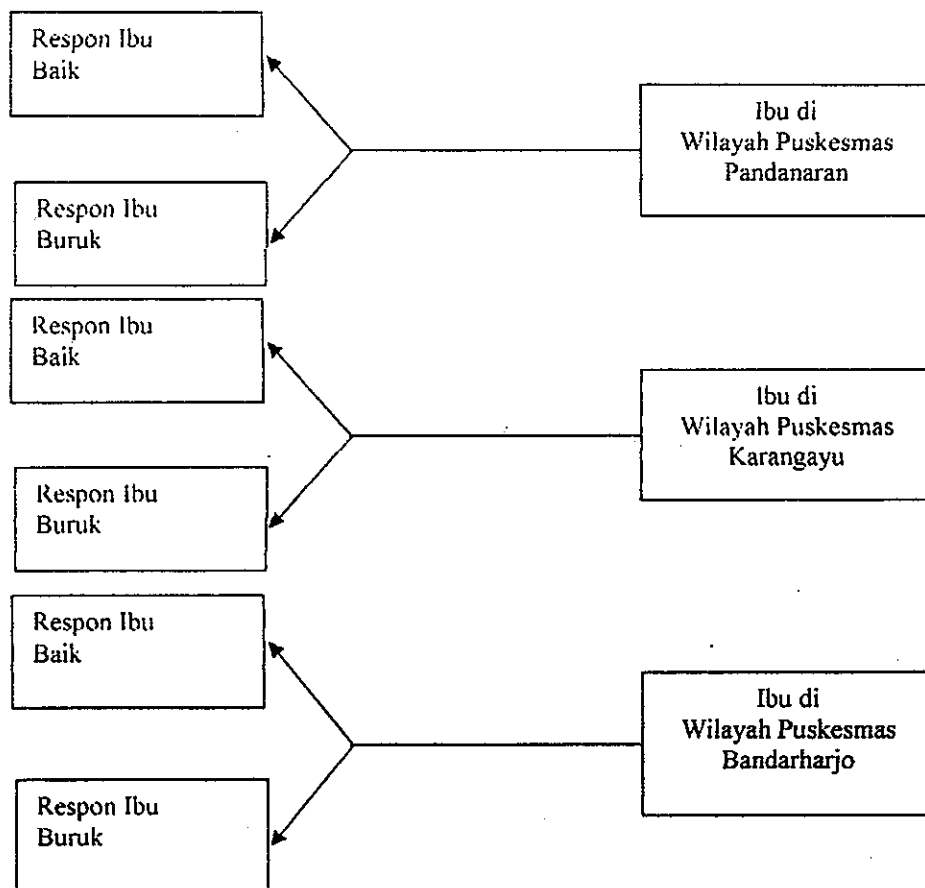 Respon Ibu
Baik
Ibu di
Wilayah Puskesmas
Pandanaran
Respon Ibu
Buruk
Respon Ibu
Baik
Ibu di
Wilayah Puskesmas
Karangayu
Respon Ibu
Buruk
Respon Ibu
Baik
Ibu di
Wilayah Puskesmas
Bandarharjo
Respon Ibu
Buruk